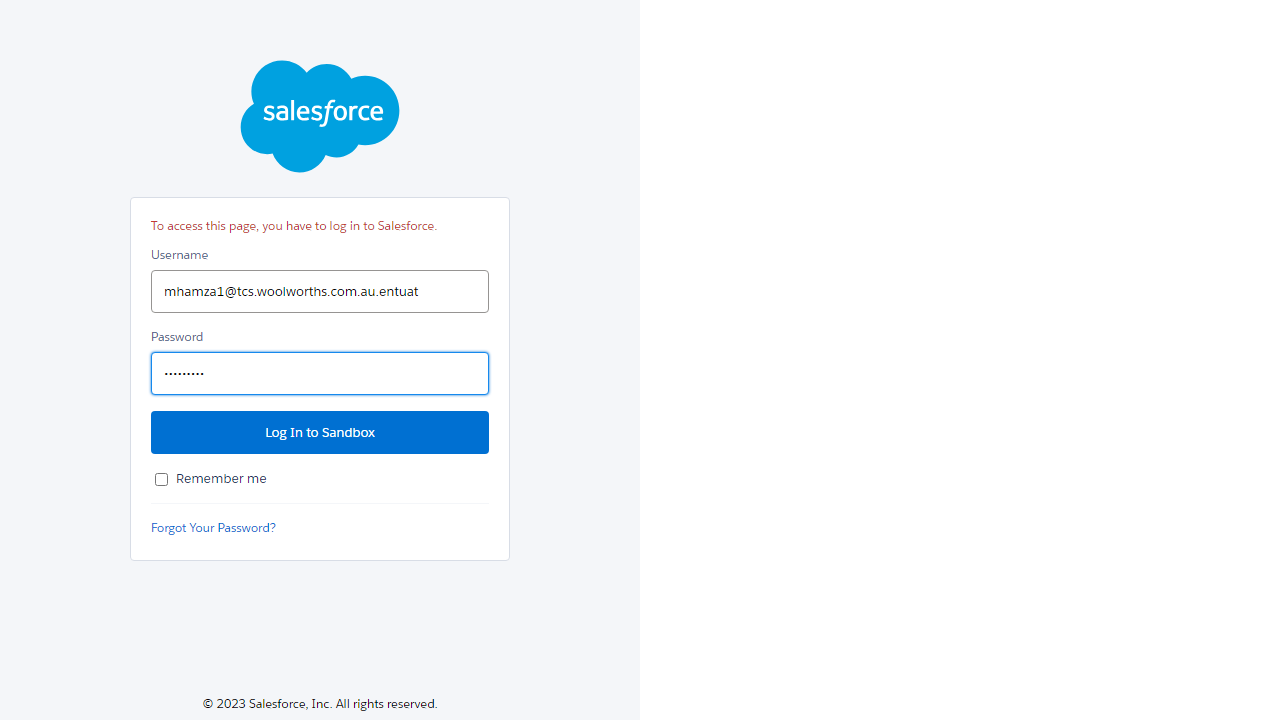 salesforce
To access this page, you have to log in to Salesforce.
Username
mhamza1@tcs.woolworths.com.au.entuat
Password
•••••••••
Log In to Sandbox
Remember me
Forgot Your Password?
© 2023 Salesforce, Inc. All rights reserved.